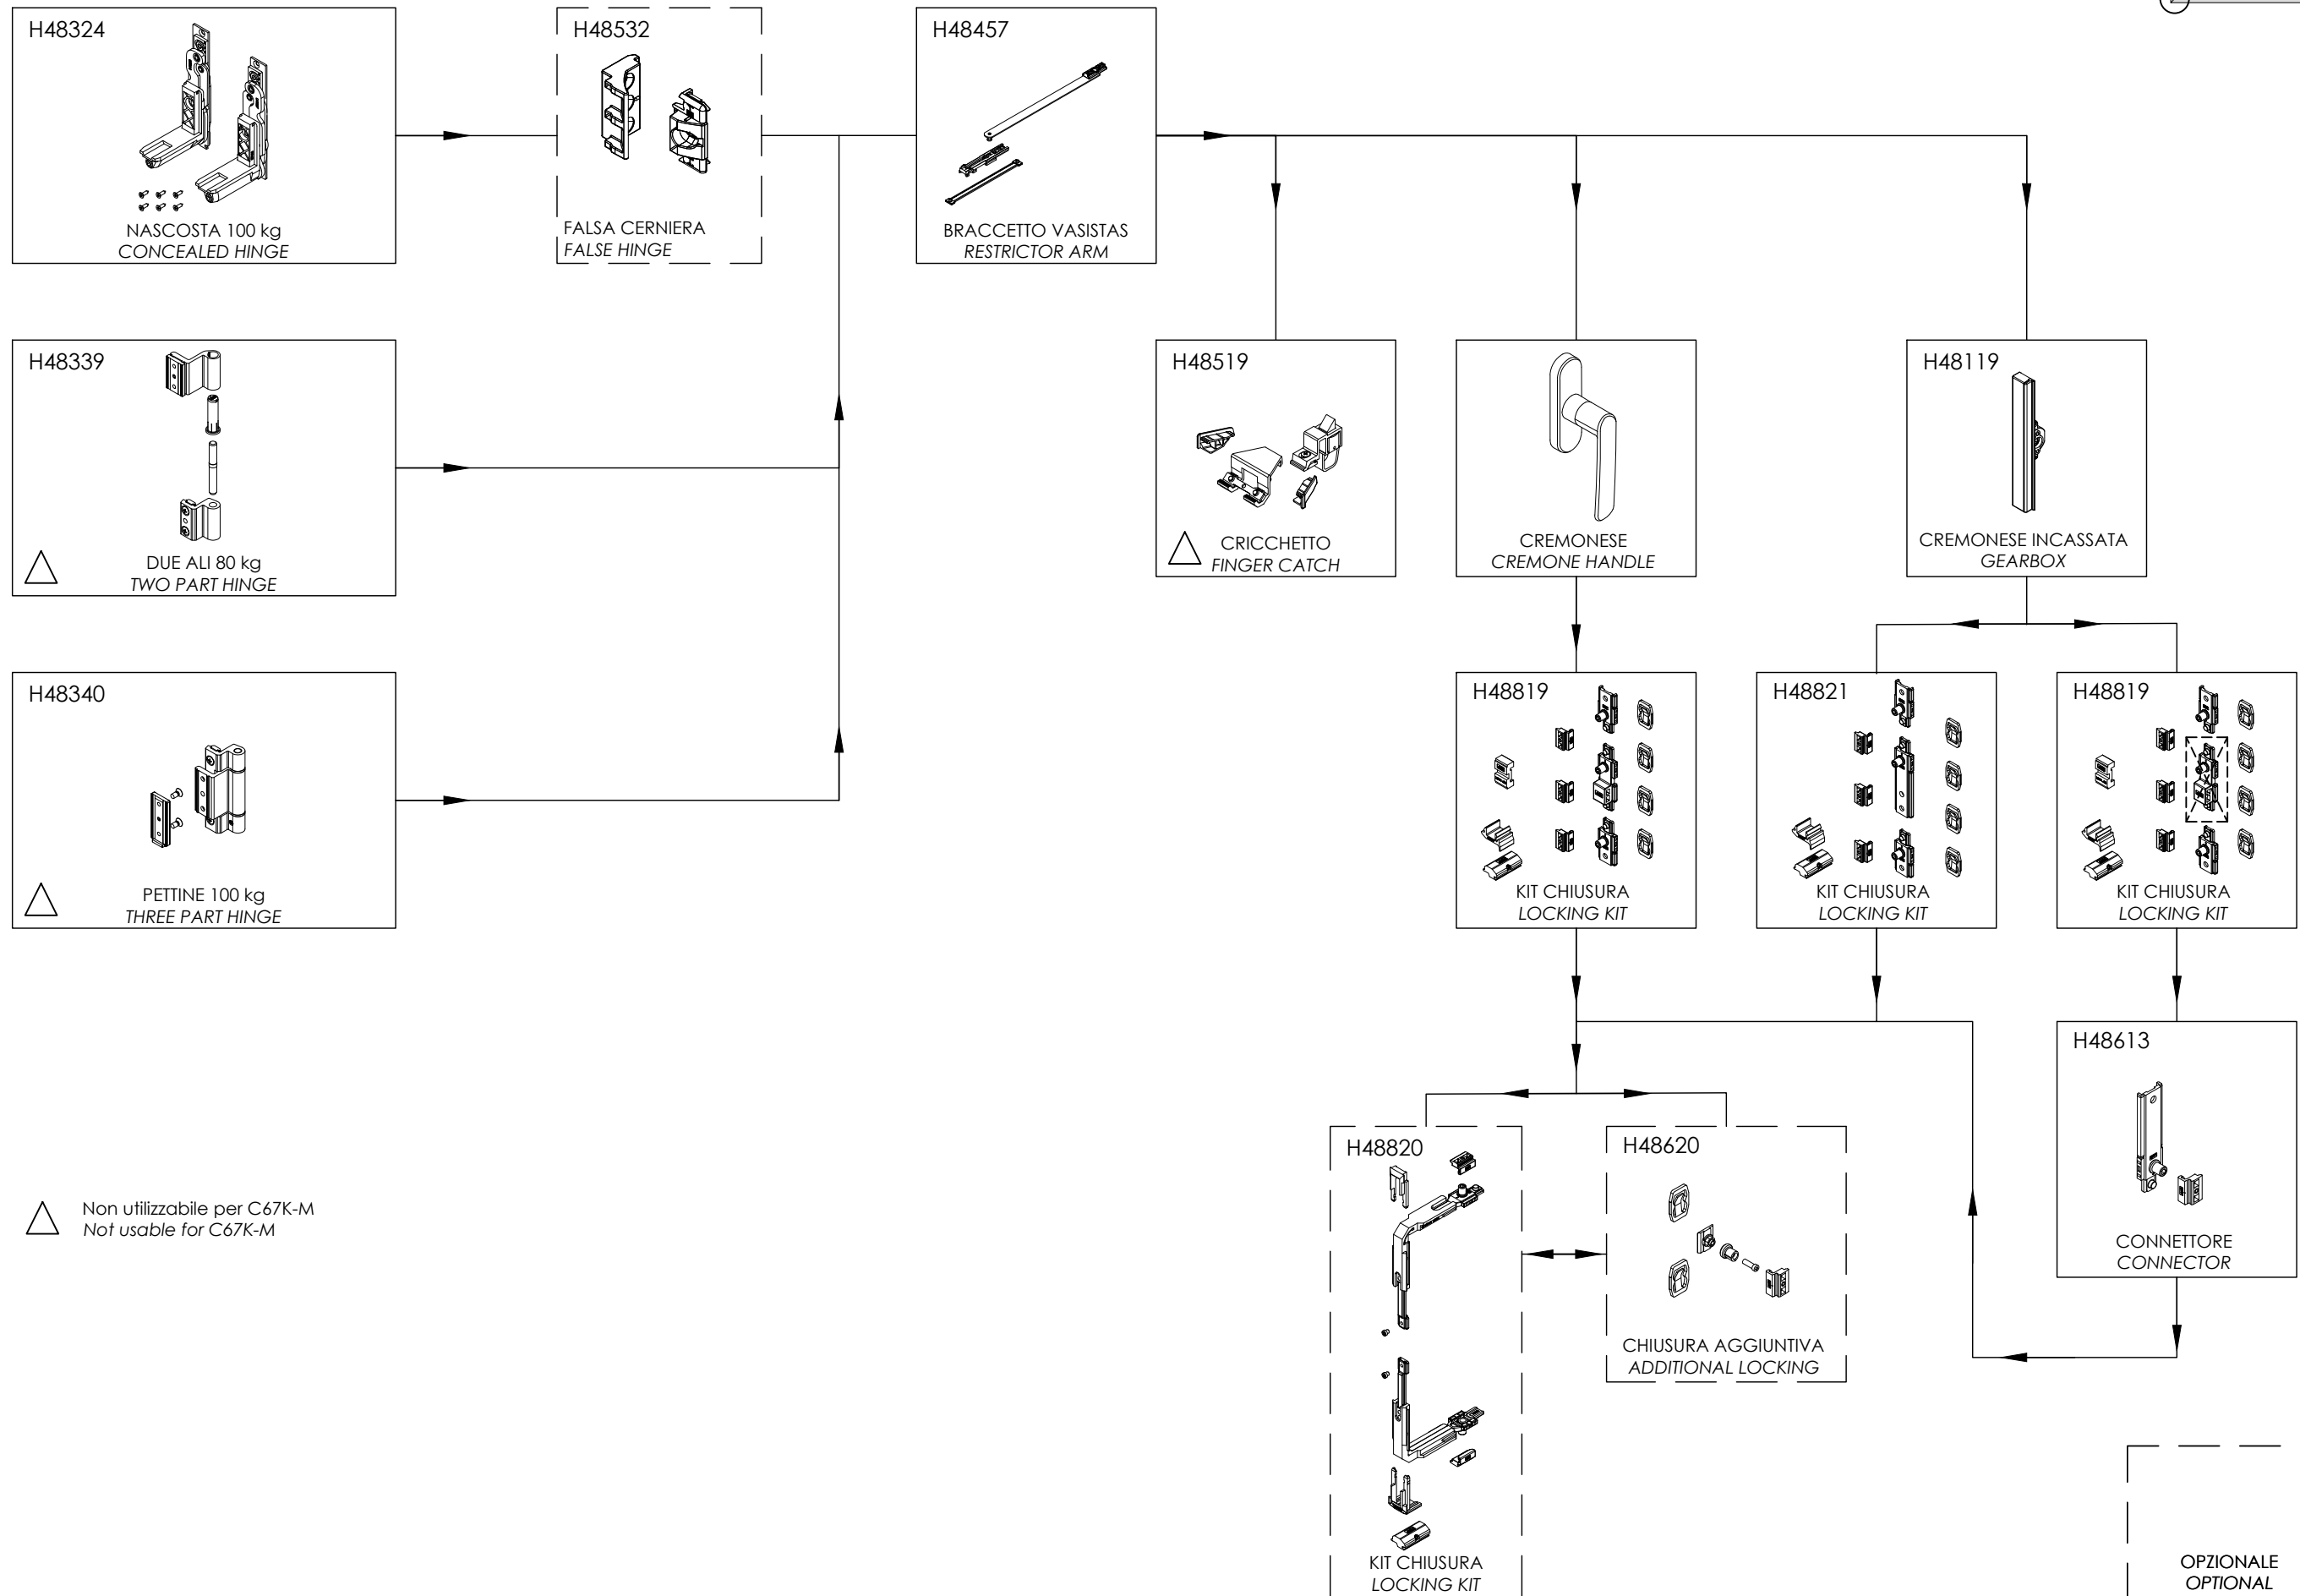 H48324
NASCOSTA 100 kg
CONCEALED HINGE
H48532
FALSA CERNIERA
FALSE HINGE
H48457
BRACCETTO VASISTAS
RESTRICTOR ARM
H48339
DUE ALI 80 kg
TWO PART HINGE
H48519
CRICCHETTO
FINGER CATCH
CREMONESE
CREMONE HANDLE
H48119
CREMONESE INCASSATA
GEARBOX
H48340
PETTINE 100 kg
THREE PART HINGE
H48819
KIT CHIUSURA
LOCKING KIT
H48821
KIT CHIUSURA
LOCKING KIT
H48819
KIT CHIUSURA
LOCKING KIT
H48613
CONNETTORE
CONNECTOR
H48820
KIT CHIUSURA
LOCKING KIT
H48620
CHIUSURA AGGIUNTIVA
ADDITIONAL LOCKING
Non utilizzabile per C67K-M
Not usable for C67K-M
OPZIONALE
OPTIONAL